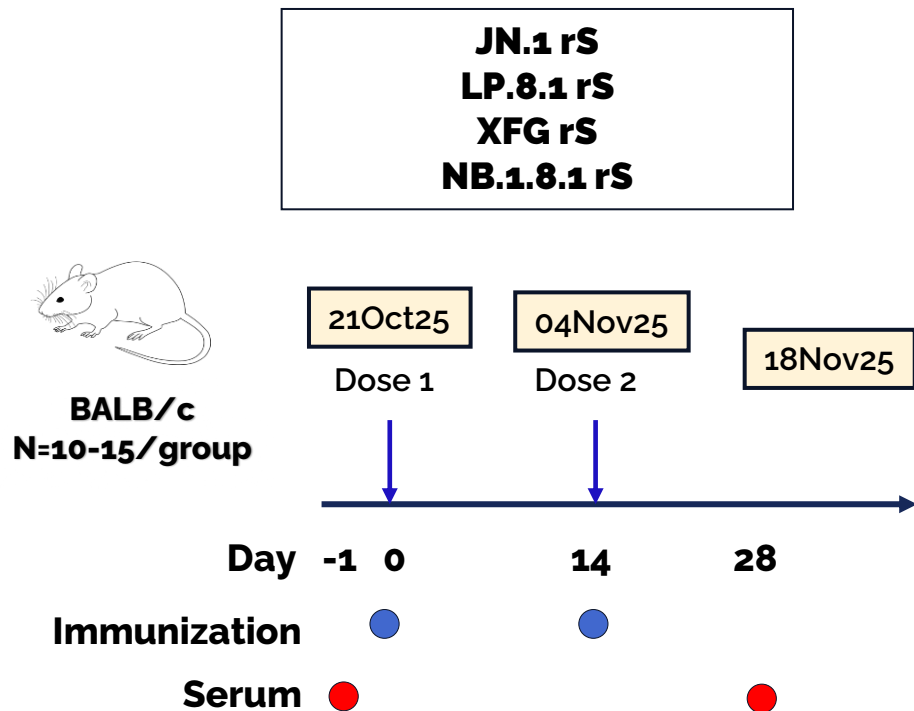 JN.1 rS
LP.8.1 rS
XFG rS
NB.1.8.1 rS
21Oct25
04Nov25
18Nov25
Dose 1
Dose 2
BALB/c
N=10-15/group
Day -1 0 14 28
Immunization
Serum